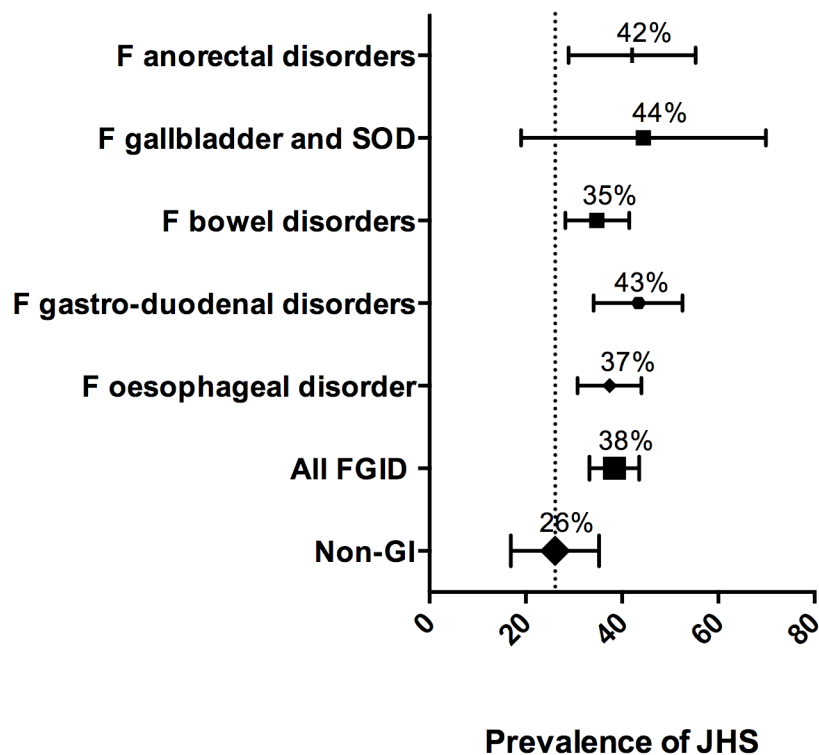 42%
F anorectal disorders
44%
F gallbladder and SOD
35%
F bowel disorders
43%
F gastro-duodenal disorders
37%
F oesophageal disorder
38%
All FGID
26%
Non-GI
0 20 40 60 80
Prevalence of JHS